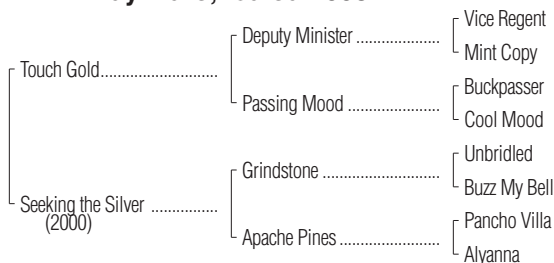 Vice Regent
Deputy Minister
Mint Copy
Touch Gold
Buckpasser
Passing Mood
Cool Mood
Unbridled
Grindstone
Buzz My Bell
Seeking the Silver
(2000)
Pancho Villa
Apache Pines
Alyanna